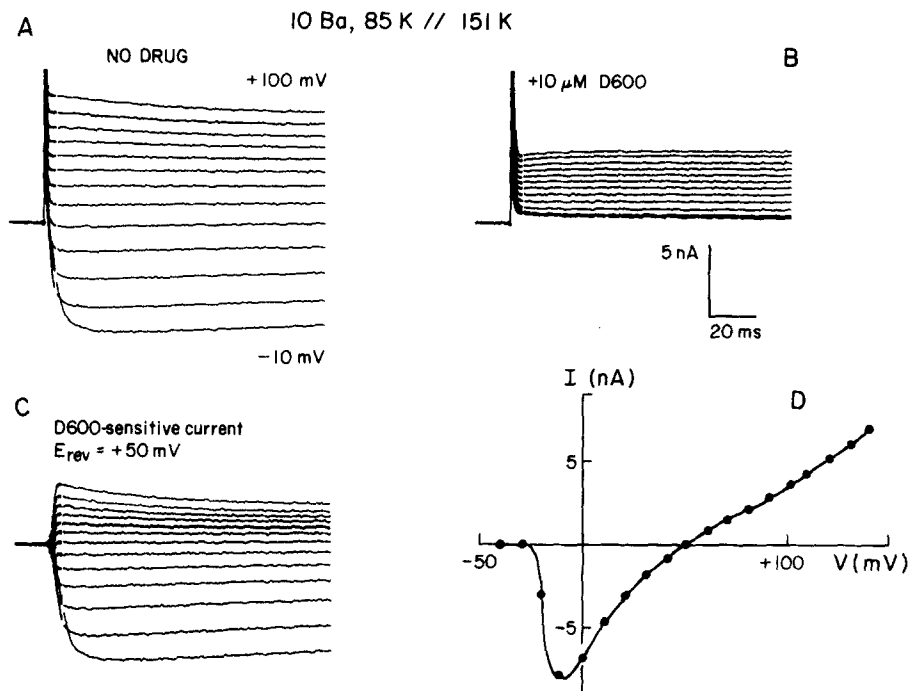 10 Ba, 85 K // 151 K
A
NO DRUG
+100 mV
-10 mV
B
+10 μM D600
5 nA
20 ms
C
D600-sensitive current
Erev = +50 mV
D
I (nA)
5
-50
+100
V (mV)
-5